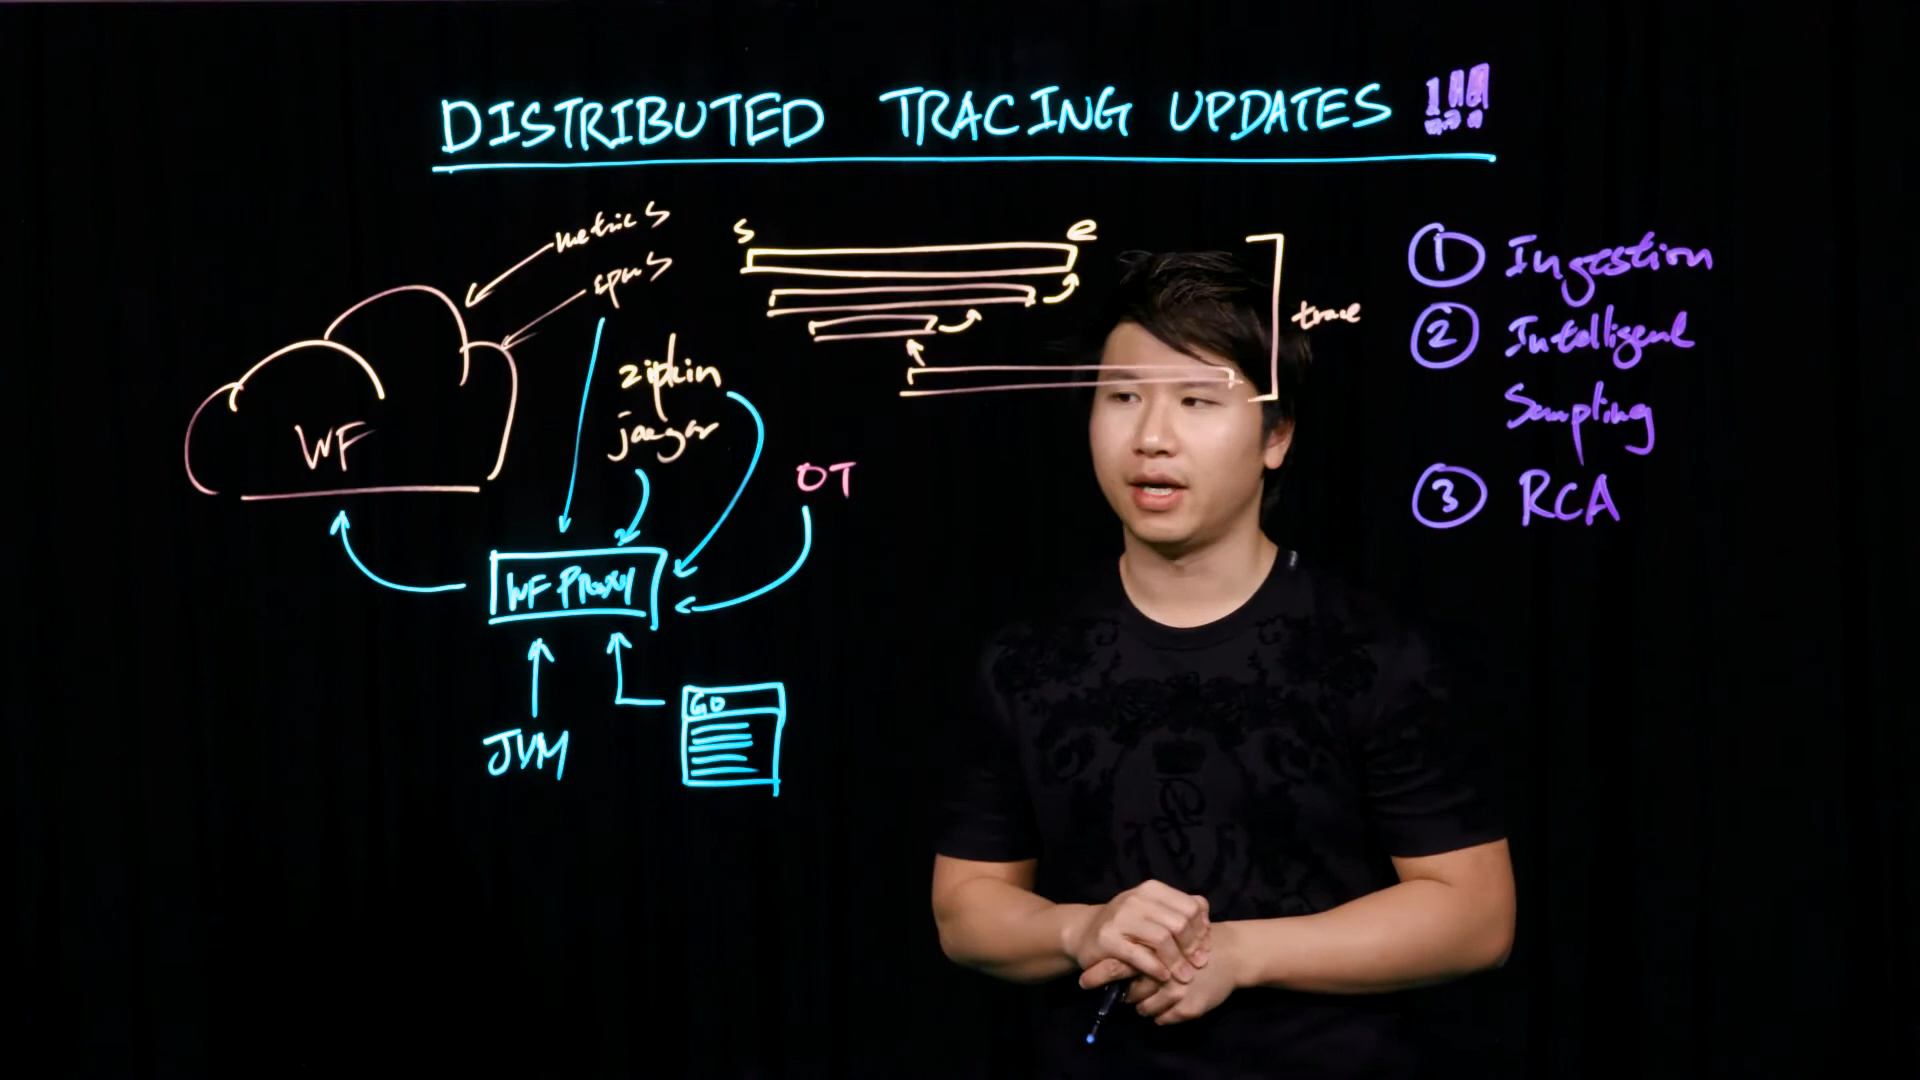 DISTRIBUTED TRACING UPDATES !!!
metrics
spans
zipkin
jaeger
WF
OT
WF PROXY
JVM
GO
s e
trace
1 Ingestion
2 Intelligent
Sampling
3 RCA